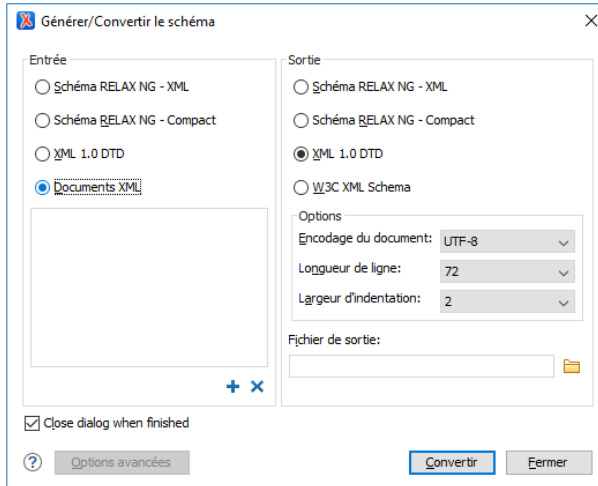 Générer/Convertir le schéma
Entrée
Schéma RELAX NG - XML
Schéma RELAX NG - Compact
XML 1.0 DTD
Documents XML
Sortie
Schéma RELAX NG - XML
Schéma RELAX NG - Compact
XML 1.0 DTD
W3C XML Schema
Options
Encodage du document: UTF-8
Longueur de ligne: 72
Largeur d'indentation: 2
Fichier de sortie:
Close dialog when finished
? Options avancées Convertir Fermer